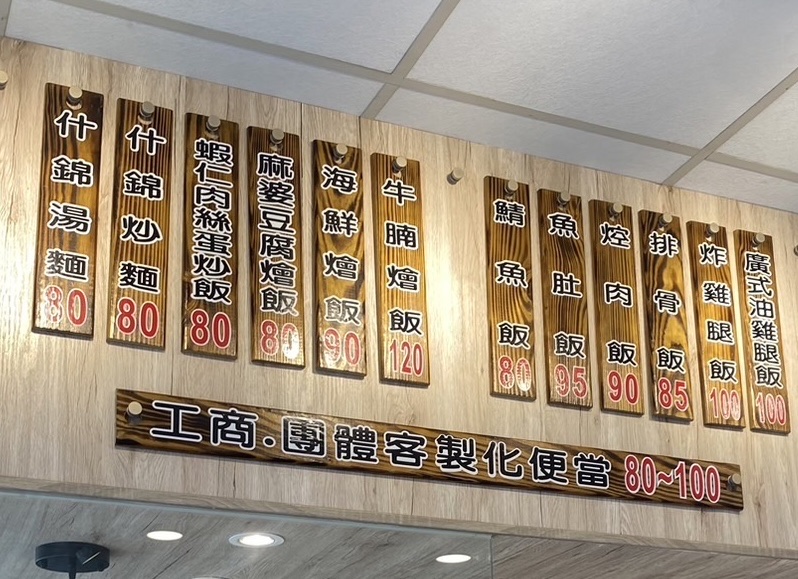 什錦湯麵80
什錦炒麵80
蝦仁肉絲蛋炒飯80
麻婆豆腐燴飯80
海鮮燴飯90
牛腩燴飯120
鯖魚飯80
魚肚飯95
焢肉飯90
排骨飯85
炸雞腿飯100
廣式油雞腿飯100
工商.團體客製化便當80~100